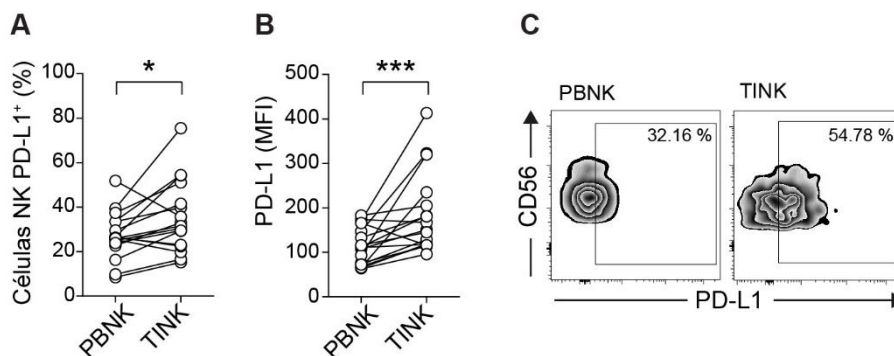 A
Células NK PD-L1⁺ (%)
100
80
60
40
20
0
*
PBNK
TINK
B
PD-L1 (MFI)
500
400
300
200
100
0
***
PBNK
TINK
C
PBNK
TINK
32.16 %
54.78 %
CD56
PD-L1